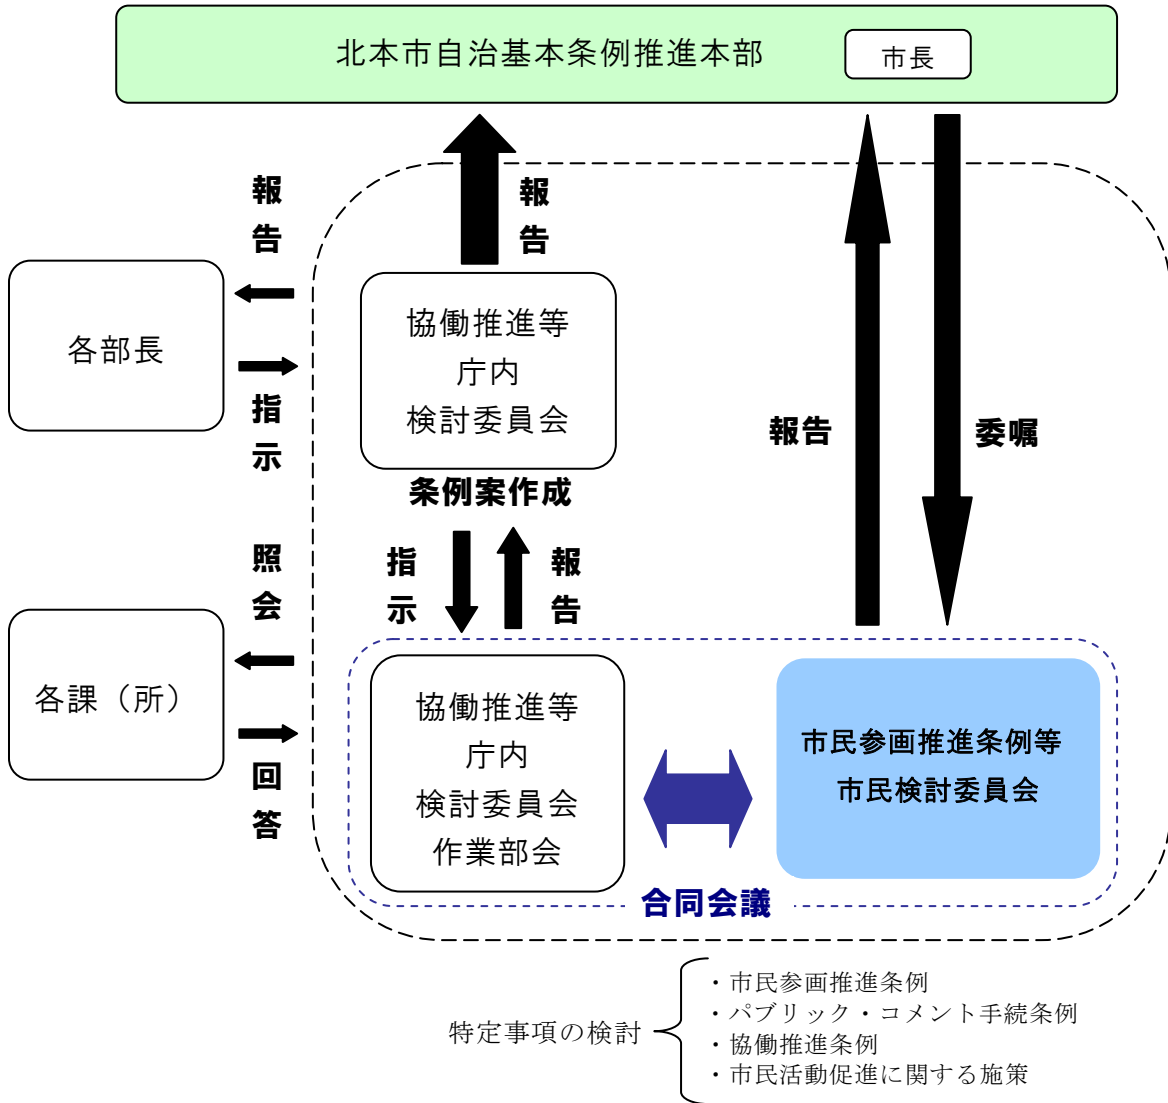 北本市自治基本条例推進本部
市長
報告
報告
各部長
指示
協働推進等
庁内
検討委員会
条例案作成
報告
委嘱
照会
指示
報告
各課（所）
回答
協働推進等
庁内
検討委員会
作業部会
市民参画推進条例等
市民検討委員会
合同会議
特定事項の検討
・市民参画推進条例
・パブリック・コメント手続条例
・協働推進条例
・市民活動促進に関する施策